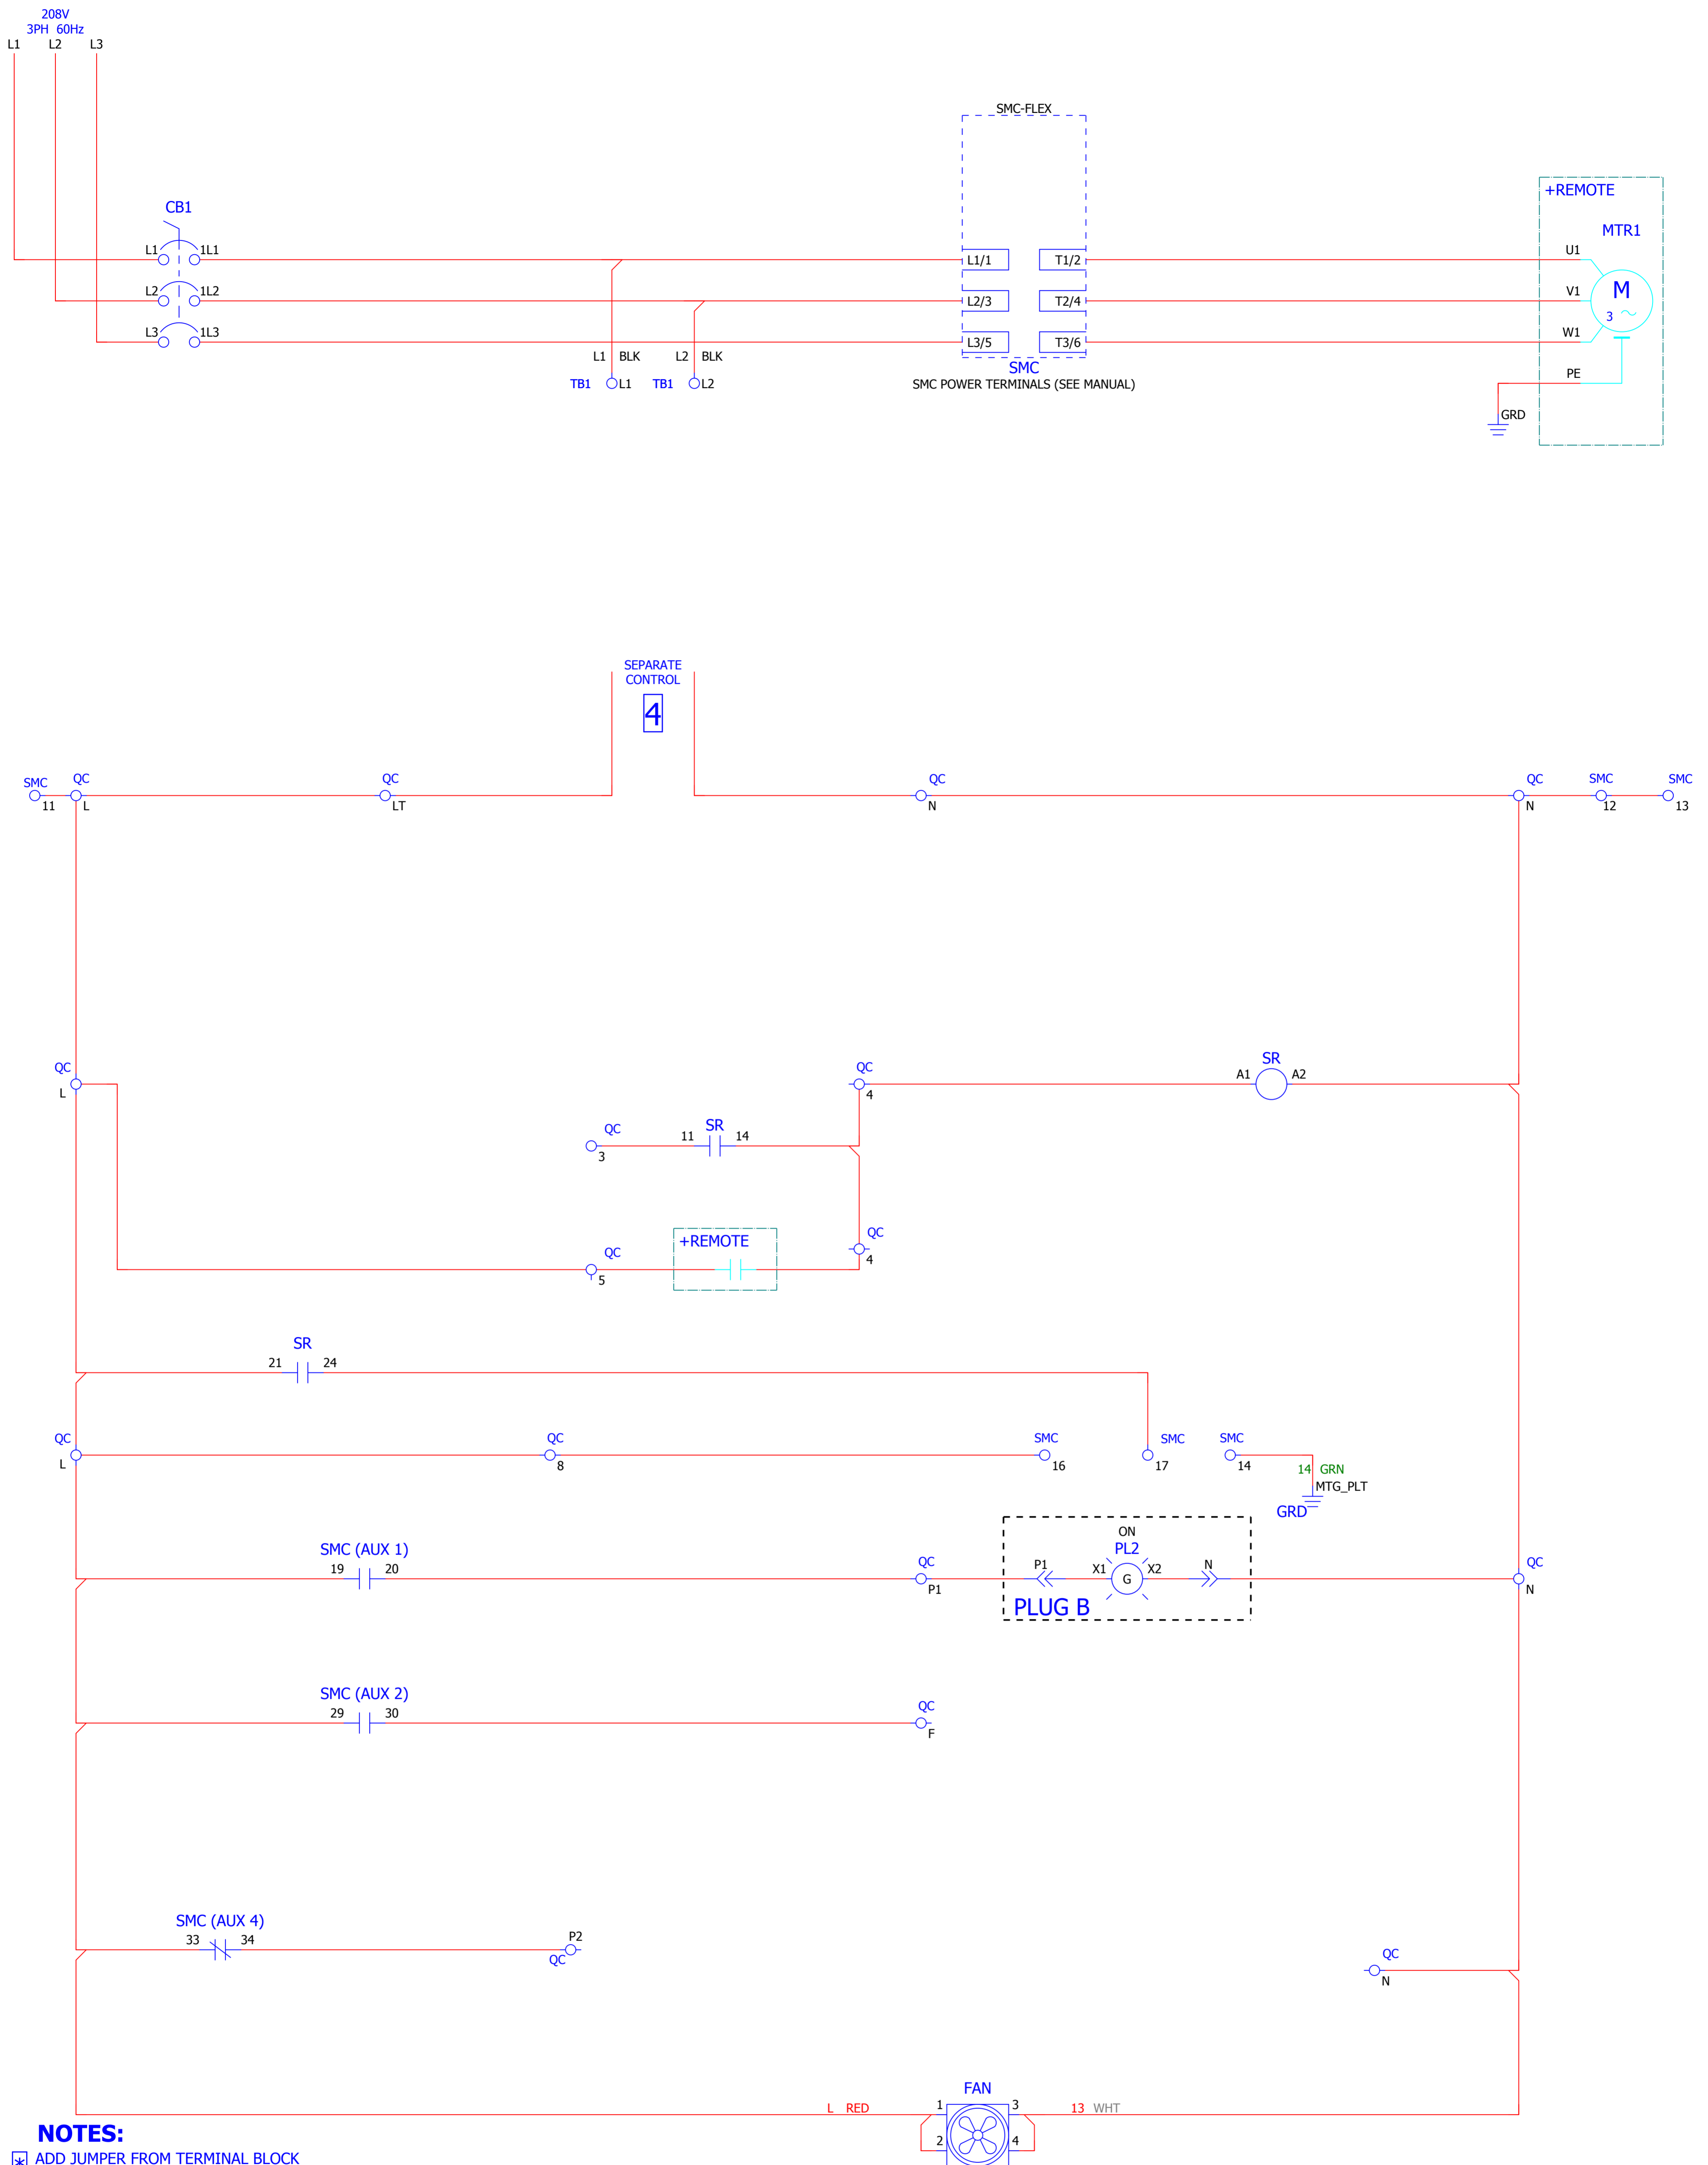 208V
3PH 60Hz
L1 L2 L3
SMC-FLEX
+REMOTE
CB1
MTR1
L1 1L1
L1/1 T1/2
U1
L2 1L2
L2/3 T2/4
V1
M
3
L3 1L3
L3/5 T3/6
W1
L1 BLK L2 BLK
SMC
PE
TB1 L1 TB1 L2
SMC POWER TERMINALS (SEE MANUAL)
GRD
SEPARATE
CONTROL
4
SMC QC QC QC QC SMC SMC
11 L LT N N 12 13
QC QC SR
A1 A2
L 4
QC SR
11 14
3
QC
+REMOTE
QC
4
5
SR
21 24
QC QC SMC SMC SMC
L 8 16 17 14
14 GRN
MTG_PLT
GRD
ON
SMC (AUX 1)
PL2
19 20
QC P1 X1 G X2 N QC
P1 N
PLUG B
SMC (AUX 2)
29 30
QC
F
SMC (AUX 4)
33 34
P2
QC
QC
N
FAN
L RED 1 3 13 WHT
2 4
NOTES:
* ADD JUMPER FROM TERMINAL BLOCK